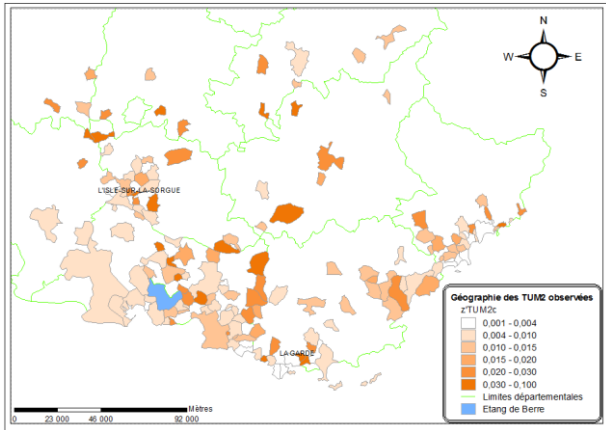 N
W E
S
L'ISLE-SUR-LA-SORGUE
LA GARDE
Mètres
0 23 000 46 000 92 000
Géographie des TUM2 observées
z'TUM2c
0,001 - 0,004
0,004 - 0,010
0,010 - 0,015
0,015 - 0,020
0,020 - 0,030
0,030 - 0,100
Limites départementales
Etang de Berre